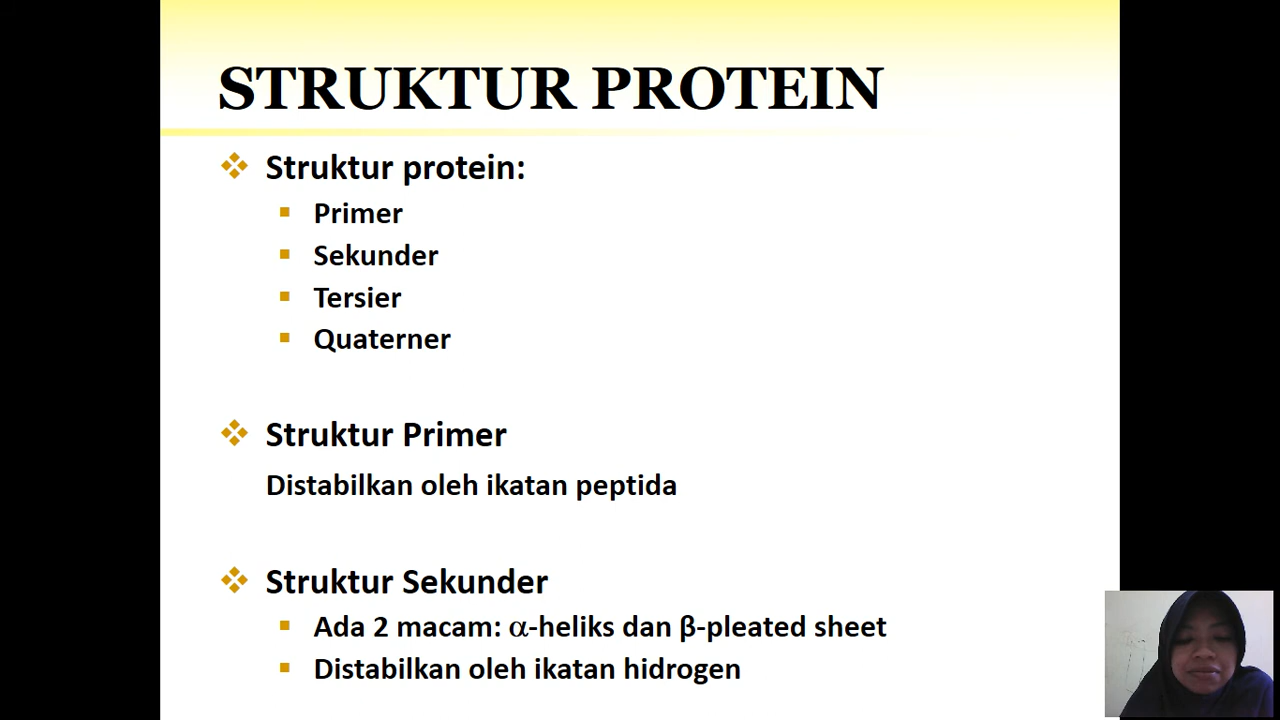 STRUKTUR PROTEIN
Struktur protein:
Primer
Sekunder
Tersier
Quaterner
Struktur Primer
Distabilkan oleh ikatan peptida
Struktur Sekunder
Ada 2 macam: α-heliks dan β-pleated sheet
Distabilkan oleh ikatan hidrogen